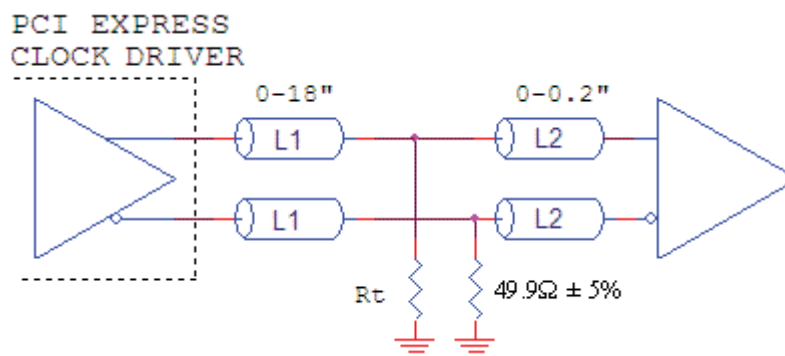 PCI EXPRESS
CLOCK DRIVER
0-18"
0-0.2"
L1
L2
L1
L2
Rt
49.9Ω ± 5%